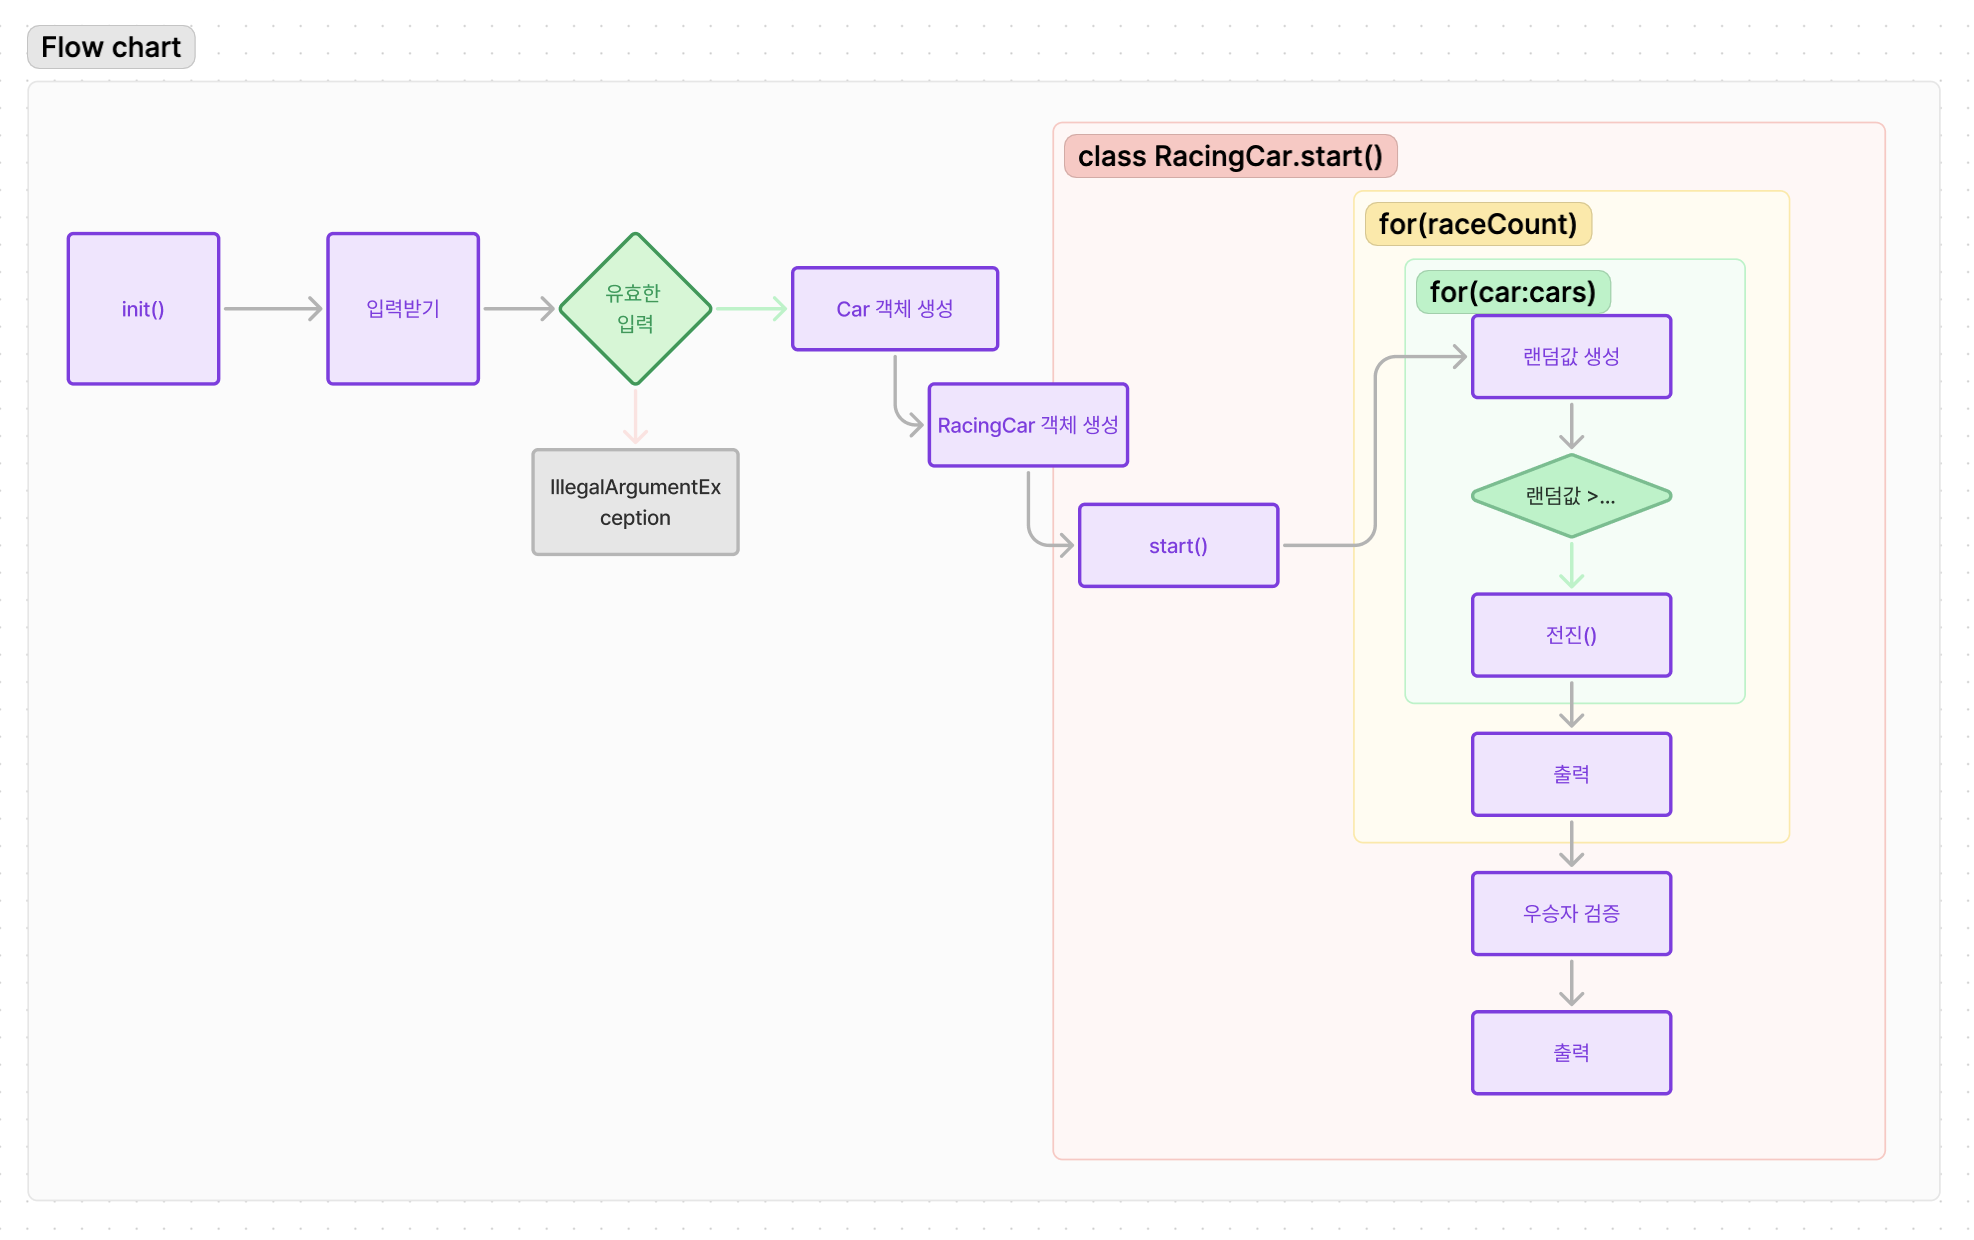 Flow chart
class RacingCar.start()
for(raceCount)
for(car:cars)
init()
입력받기
유효한
입력
Car 객체 생성
IllegalArgumentEx
ception
RacingCar 객체 생성
start()
랜덤값 생성
랜덤값 >...
전진()
출력
우승자 검증
출력